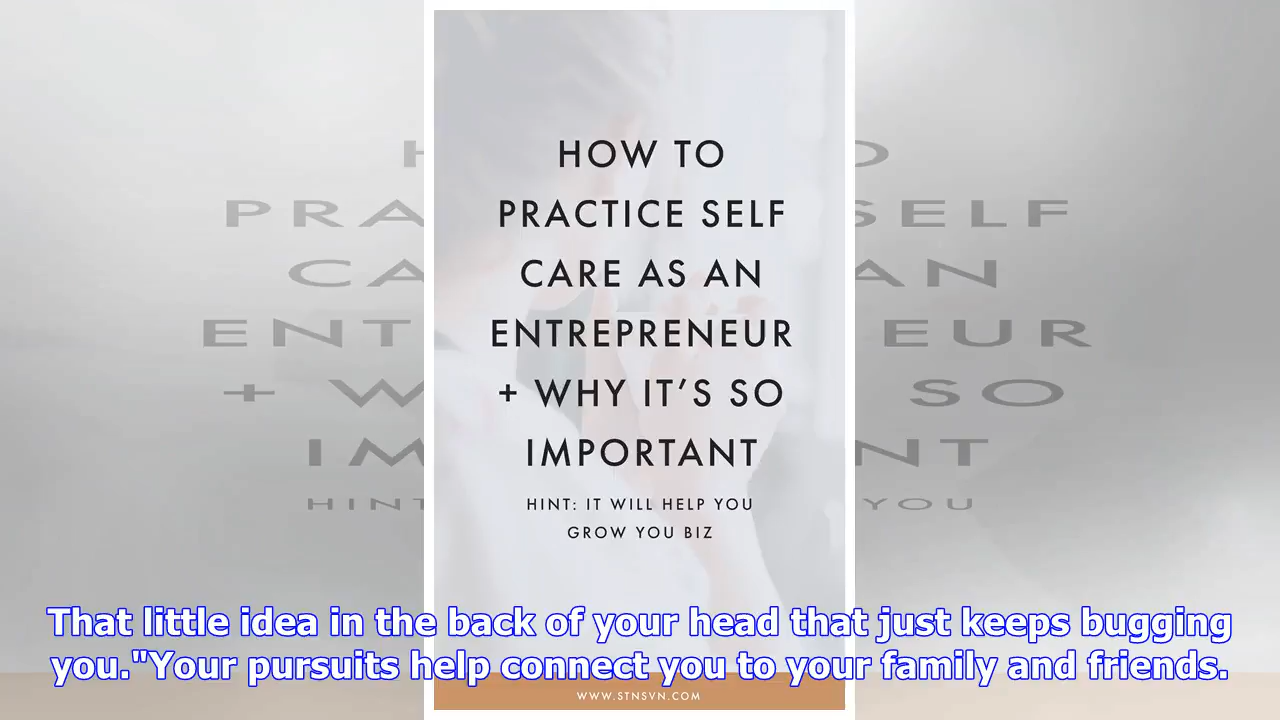 HOW TO
PRACTICE SELF
CARE AS AN
ENTREPRENEUR
+ WHY IT’S SO
IMPORTANT
HINT: IT WILL HELP YOU
GROW YOU BIZ
That little idea in the back of your head that just keeps bugging
you."Your pursuits help connect you to your family and friends.
WWW.STNSVN.COM